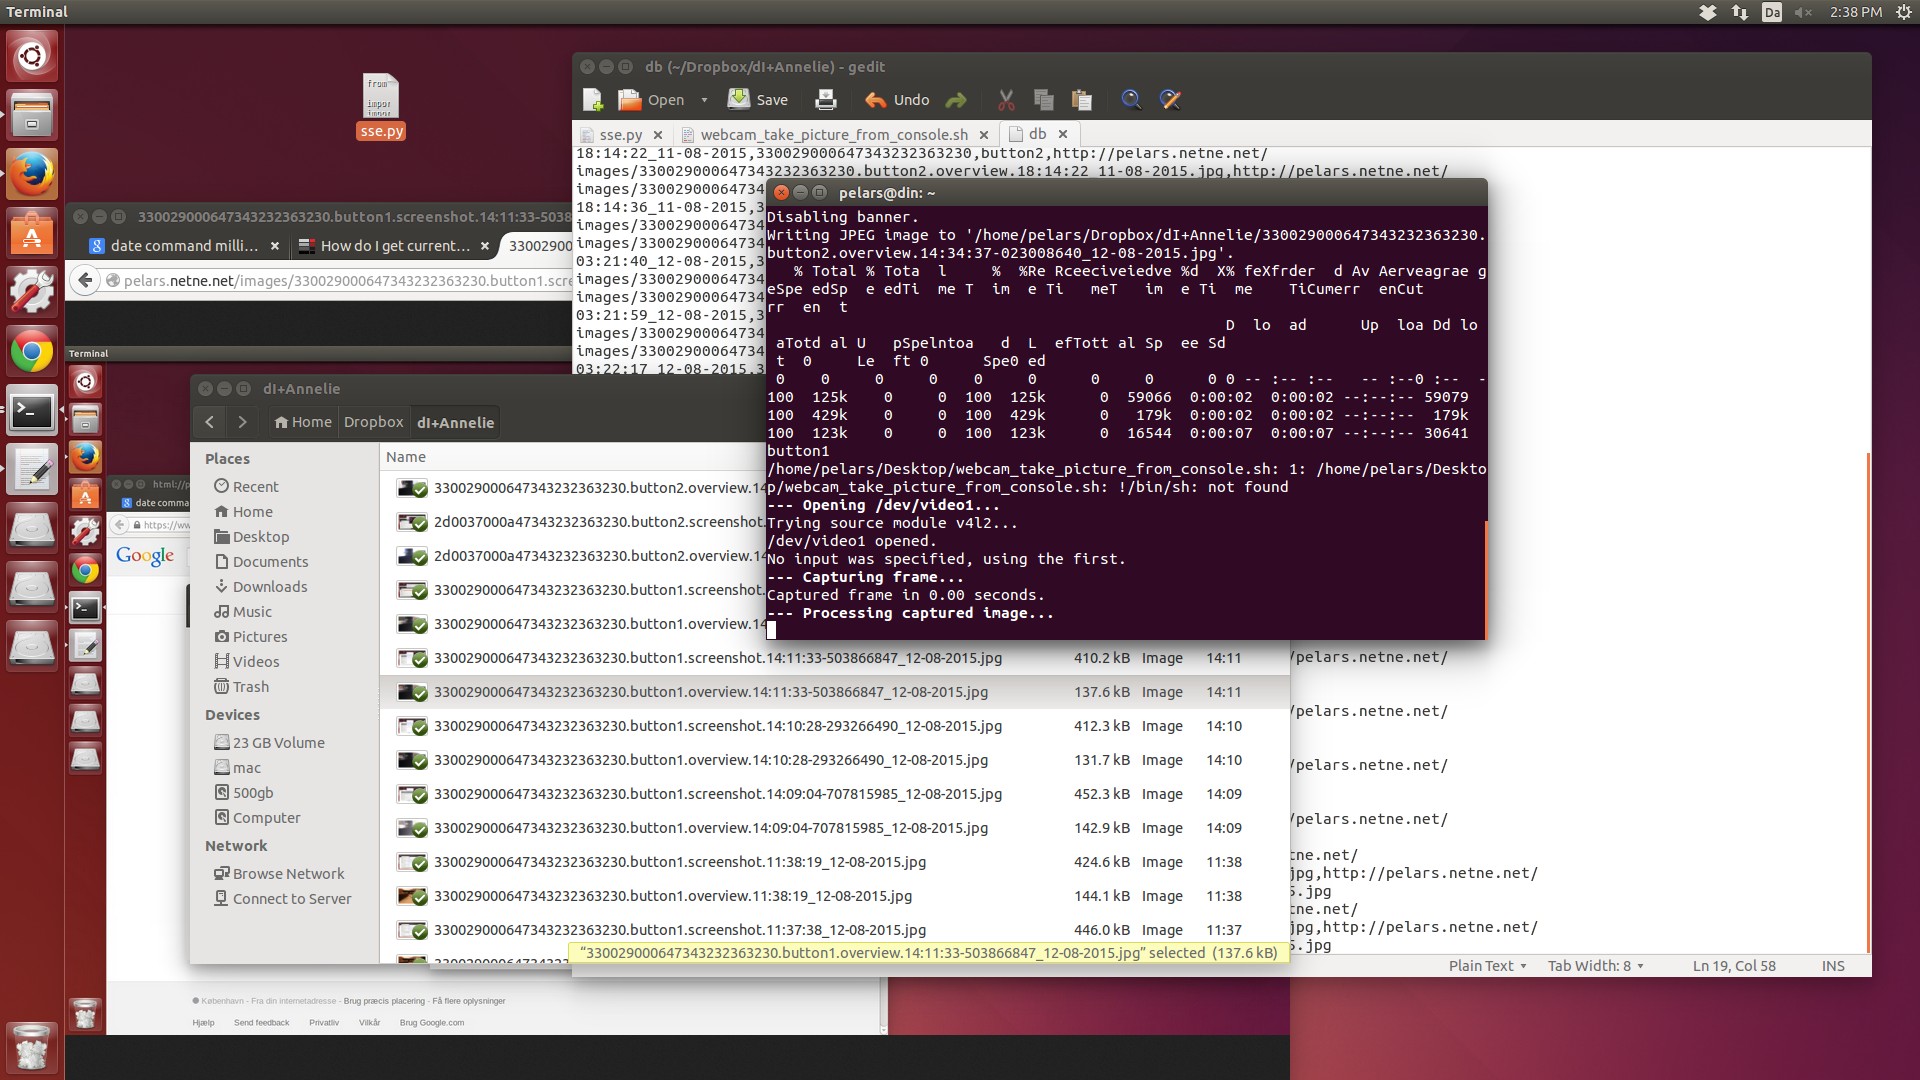 Terminal
Da
2:38 PM
from
impor
impor
sse.py
db (~/Dropbox/dI+Annelie) - gedit
Open Save Undo
sse.py webcam_take_picture_from_console.sh db
18:14:22_11-08-2015,330029000647343232363230,button2,http://pelars.netne.net/
images/330029000647343232363230.button2.overview.18:14:22_11-08-2015.jpg,http://pelars.netne.net/
images/33002900064734
18:14:36_11-08-2015,3
images/33002900064734
images/33002900064734
03:21:40_12-08-2015,3
images/33002900064734
images/33002900064734
03:21:59_12-08-2015,3
images/33002900064734
images/33002900064734
03:22:17_12-08-2015,3
330029000647343232363230.button1.screenshot.14:11:33-5038
date command milli... How do I get current... 33002900
pelars.netne.net/images/330029000647343232363230.button1.scre
pelars@din: ~
Disabling banner.
Writing JPEG image to '/home/pelars/Dropbox/dI+Annelie/330029000647343232363230.
button2.overview.14:34:37-023008640_12-08-2015.jpg'.
% Total % Tota l % %Re Rceeciveiedve %d X% feXfrder d Av Aerveagrae g
eSpe edSp e edTi me T im e Ti meT im e Ti me TiCumerr enCut
rr en t
D lo ad Up loa Dd lo
aTotd al U pSpelntoa d L efTott al Sp ee Sd
t 0 Le ft 0 Spe0 ed
0 0 0 0 0 0 0 0 0 0 -- :-- :-- -- :--0 :-- -
100 125k 0 0 100 125k 0 59066 0:00:02 0:00:02 --:--:-- 59079
100 429k 0 0 100 429k 0 179k 0:00:02 0:00:02 --:--:-- 179k
100 123k 0 0 100 123k 0 16544 0:00:07 0:00:07 --:--:-- 30641
button1
/home/pelars/Desktop/webcam_take_picture_from_console.sh: 1: /home/pelars/Deskto
p/webcam_take_picture_from_console.sh: !/bin/sh: not found
--- Opening /dev/video1...
Trying source module v4l2...
/dev/video1 opened.
No input was specified, using the first.
--- Capturing frame...
Captured frame in 0.00 seconds.
--- Processing captured image...
Terminal
http://p
date comma
https://ww
Google
dI+Annelie
Home Dropbox dI+Annelie
Places
Recent
Home
Desktop
Documents
Downloads
Music
Pictures
Videos
Trash
Devices
23 GB Volume
mac
500gb
Computer
Network
Browse Network
Connect to Server
Name
330029000647343232363230.button2.overview.14
2d0037000a47343232363230.button2.screenshot.
2d0037000a47343232363230.button2.overview.14
330029000647343232363230.button1.screenshot.
330029000647343232363230.button1.overview.14
330029000647343232363230.button1.screenshot.14:11:33-503866847_12-08-2015.jpg 410.2 kB Image 14:11
330029000647343232363230.button1.overview.14:11:33-503866847_12-08-2015.jpg 137.6 kB Image 14:11
330029000647343232363230.button1.screenshot.14:10:28-293266490_12-08-2015.jpg 412.3 kB Image 14:10
330029000647343232363230.button1.overview.14:10:28-293266490_12-08-2015.jpg 131.7 kB Image 14:10
330029000647343232363230.button1.screenshot.14:09:04-707815985_12-08-2015.jpg 452.3 kB Image 14:09
330029000647343232363230.button1.overview.14:09:04-707815985_12-08-2015.jpg 142.9 kB Image 14:09
330029000647343232363230.button1.screenshot.11:38:19_12-08-2015.jpg 424.6 kB Image 11:38
330029000647343232363230.button1.overview.11:38:19_12-08-2015.jpg 144.1 kB Image 11:38
330029000647343232363230.button1.screenshot.11:37:38_12-08-2015.jpg 446.0 kB Image 11:37
"330029000647343232363230.button1.overview.14:11:33-503866847_12-08-2015.jpg" selected (137.6 kB)
/pelars.netne.net/
/pelars.netne.net/
/pelars.netne.net/
/pelars.netne.net/
tne.net/
jpg,http://pelars.netne.net/
5.jpg
tne.net/
jpg,http://pelars.netne.net/
5.jpg
Plain Text Tab Width: 8 Ln 19, Col 58 INS
København - Fra din internetadresse - Brug præcis placering - Få flere oplysninger
Hjælp Send feedback Privatliv Vilkår Brug Google.com